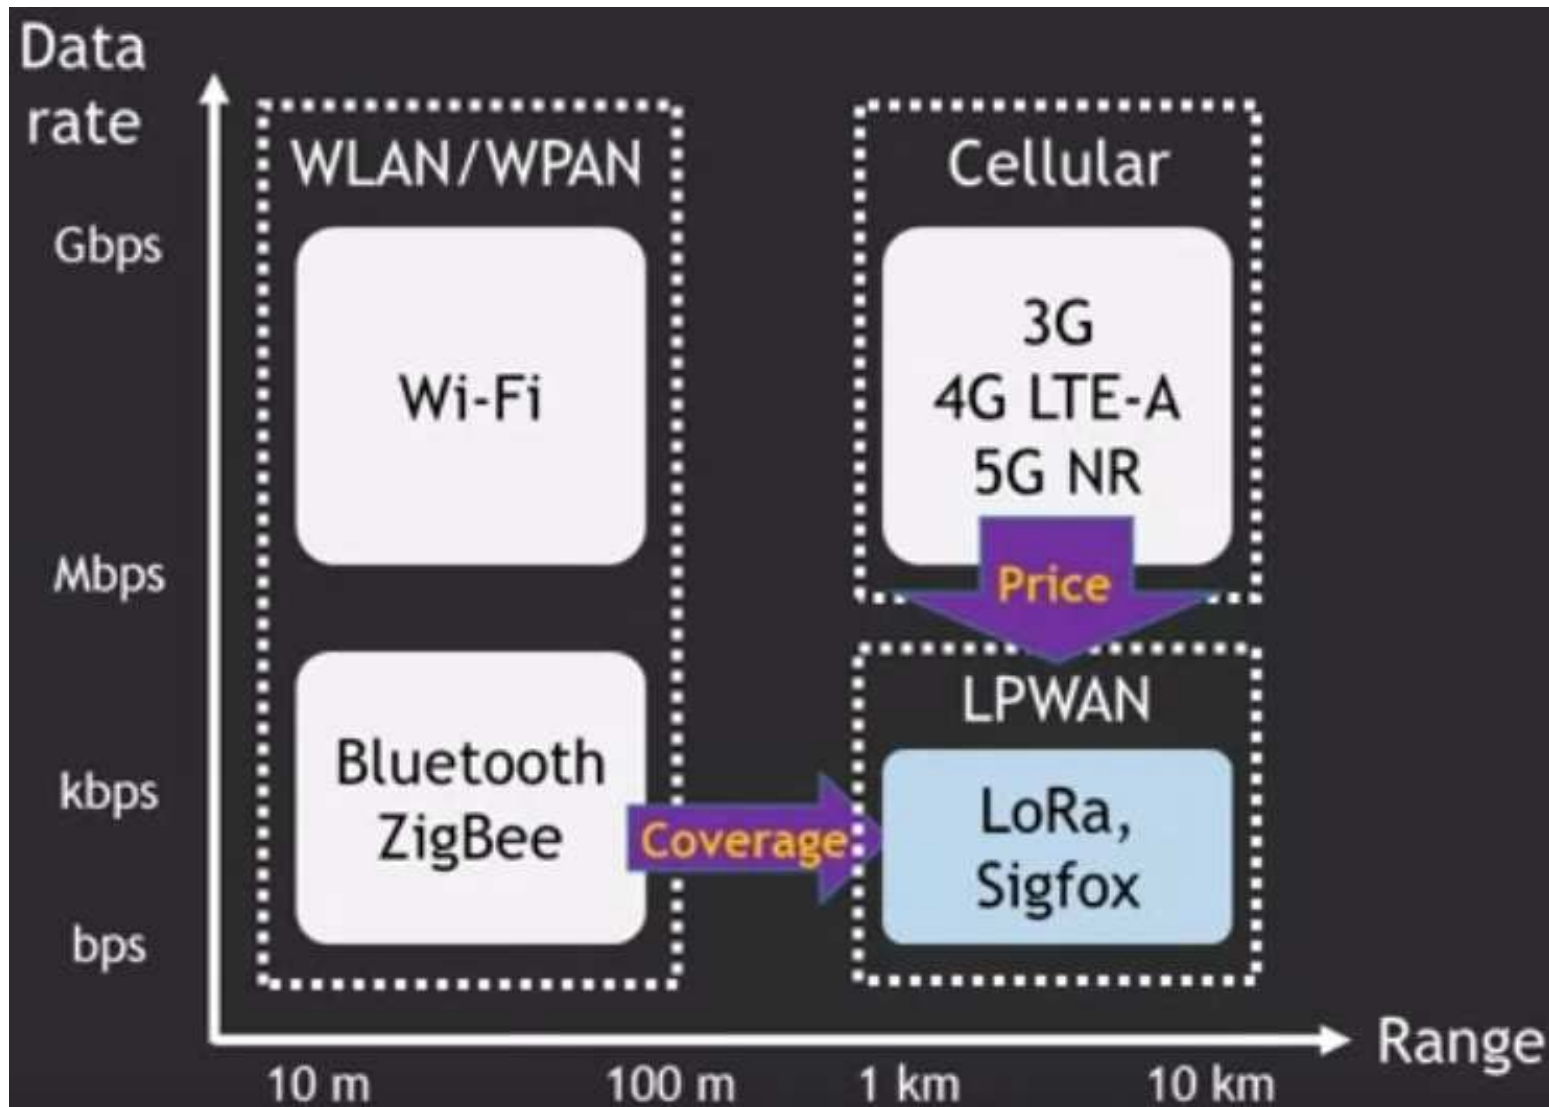 Data
rate
WLAN/WPAN
Cellular
Gbps
Wi-Fi
3G
4G LTE-A
5G NR
Mbps
Price
LPWAN
Bluetooth
ZigBee
kbps
Coverage
LoRa,
Sigfox
bps
Range
10 m
100 m
1 km
10 km